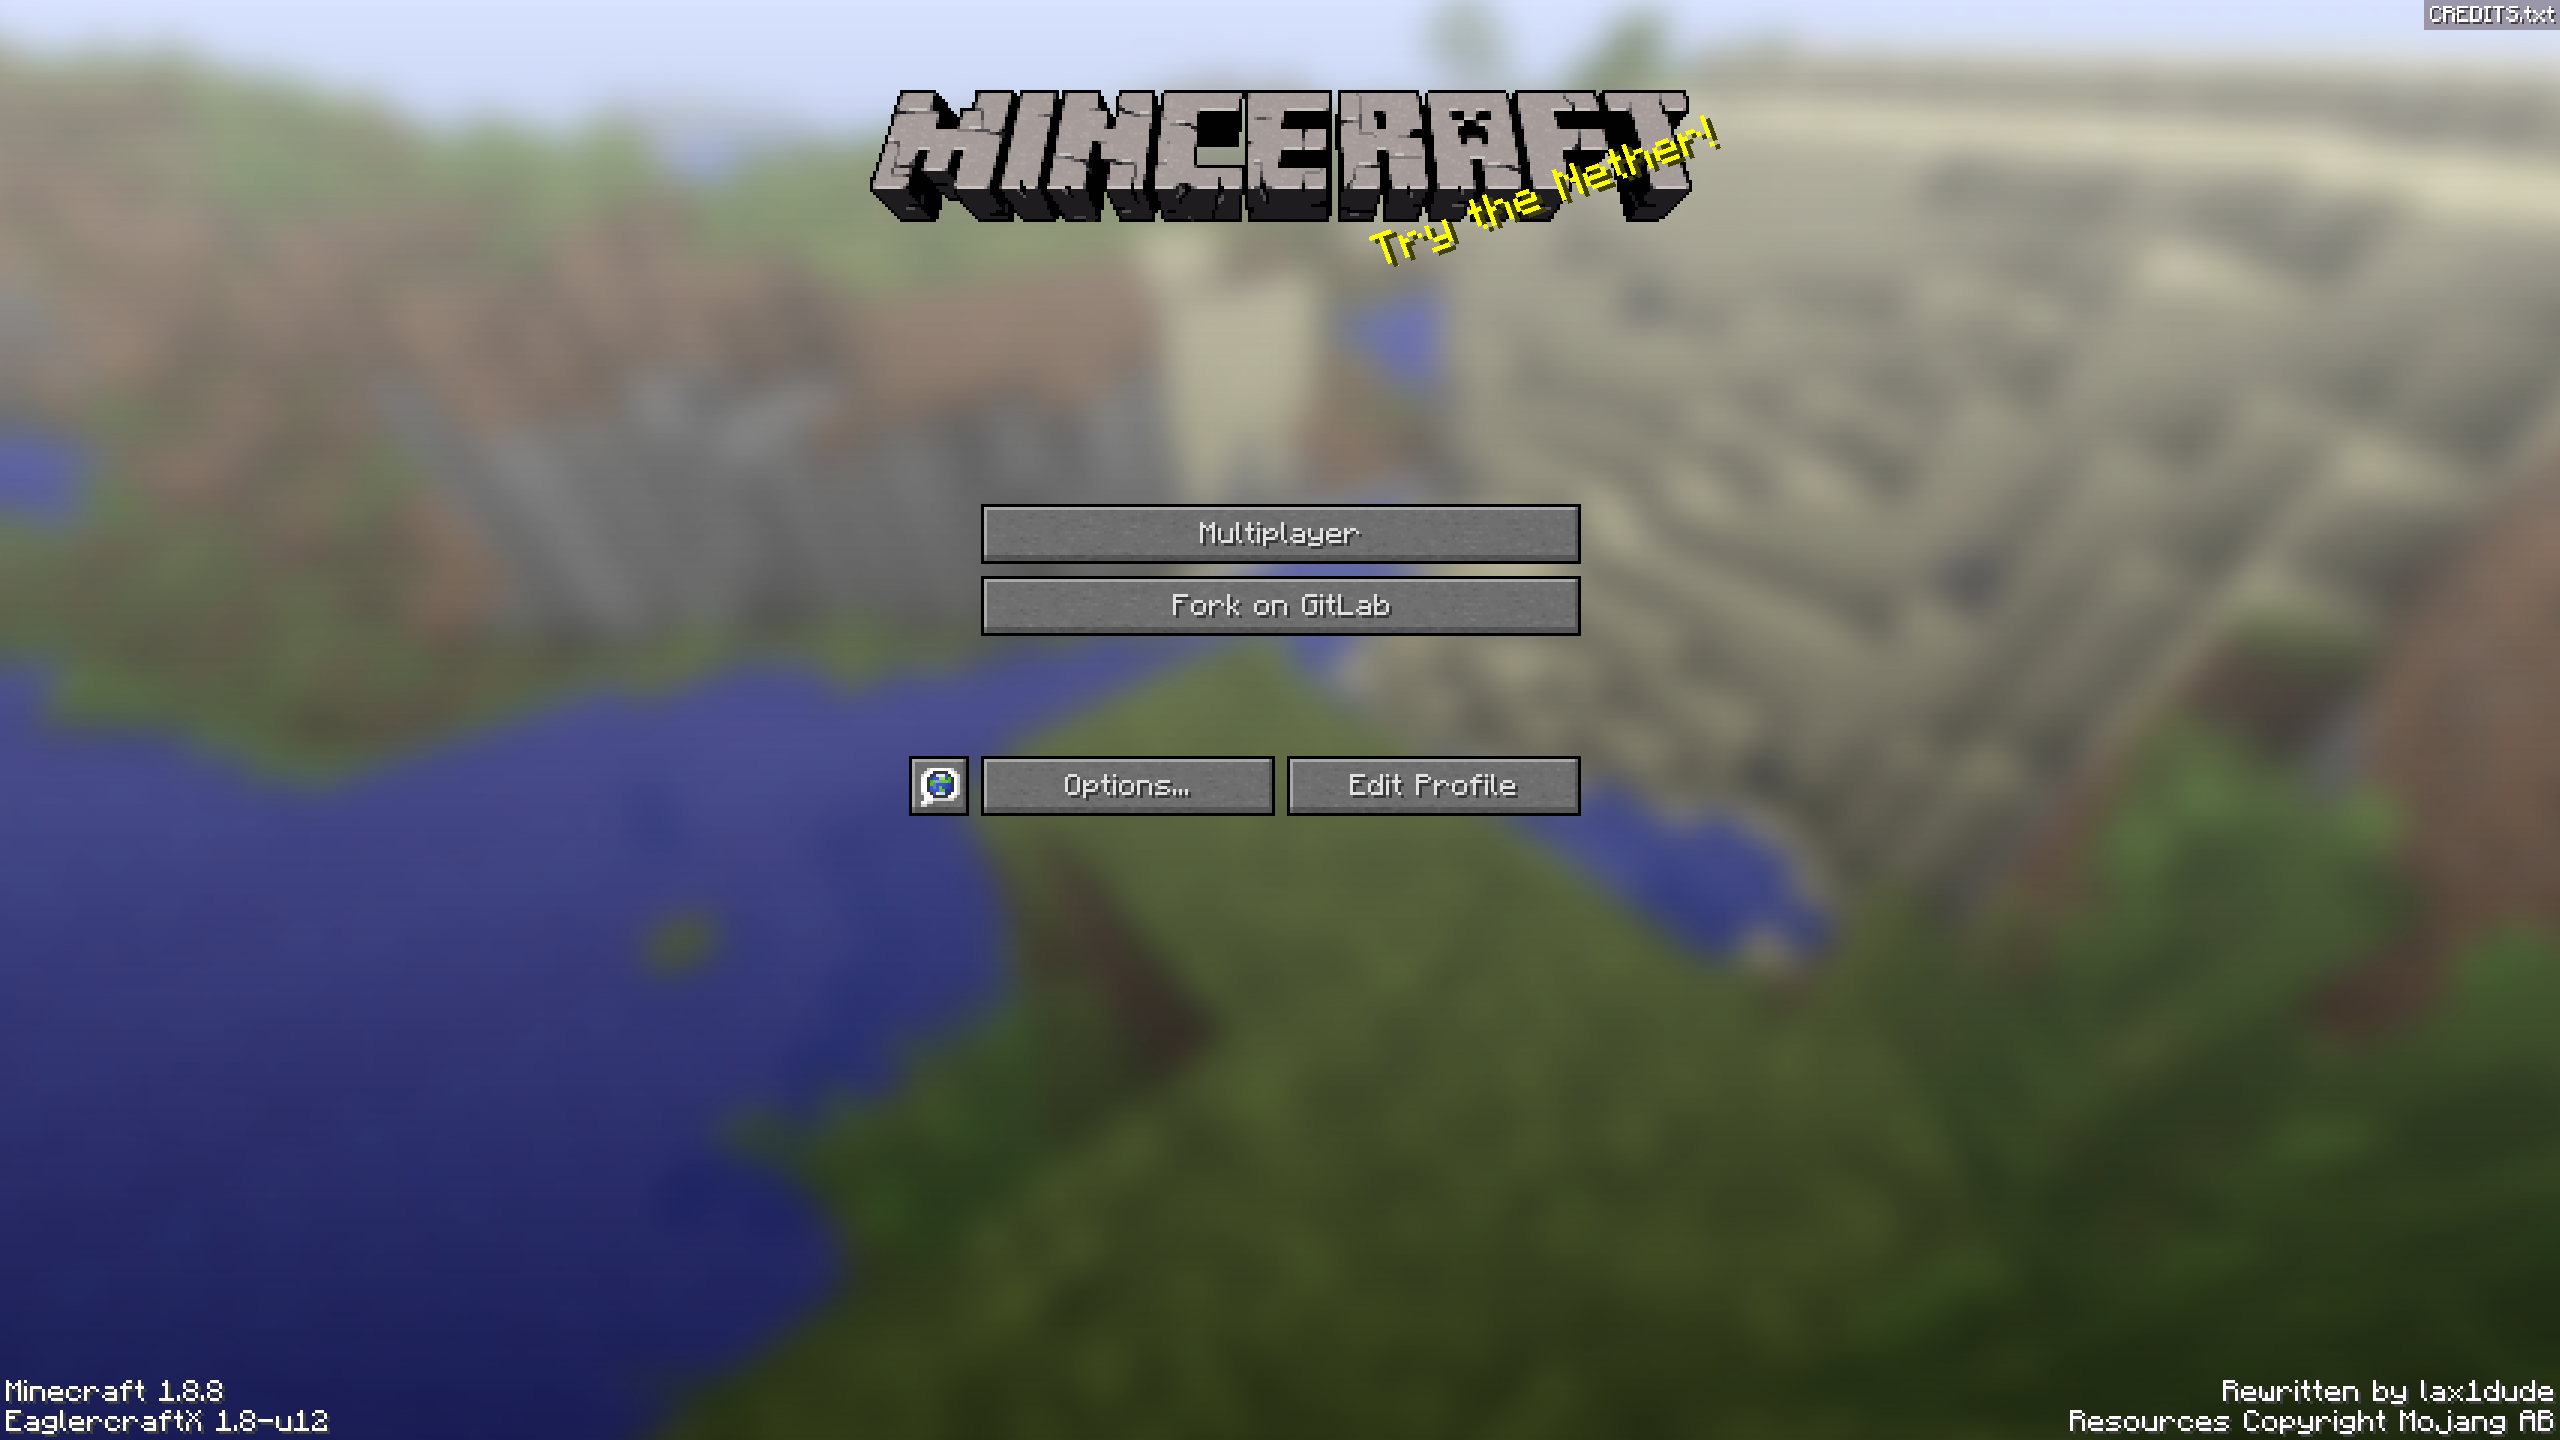 CREDITS.txt
MINCERAFT
Try the Nether!
Multiplayer
Fork on GitLab
Options...
Edit Profile
Minecraft 1.8.8
EaglercraftX 1.8-u12
Rewritten by lax1dude
Resources Copyright Mojang AB